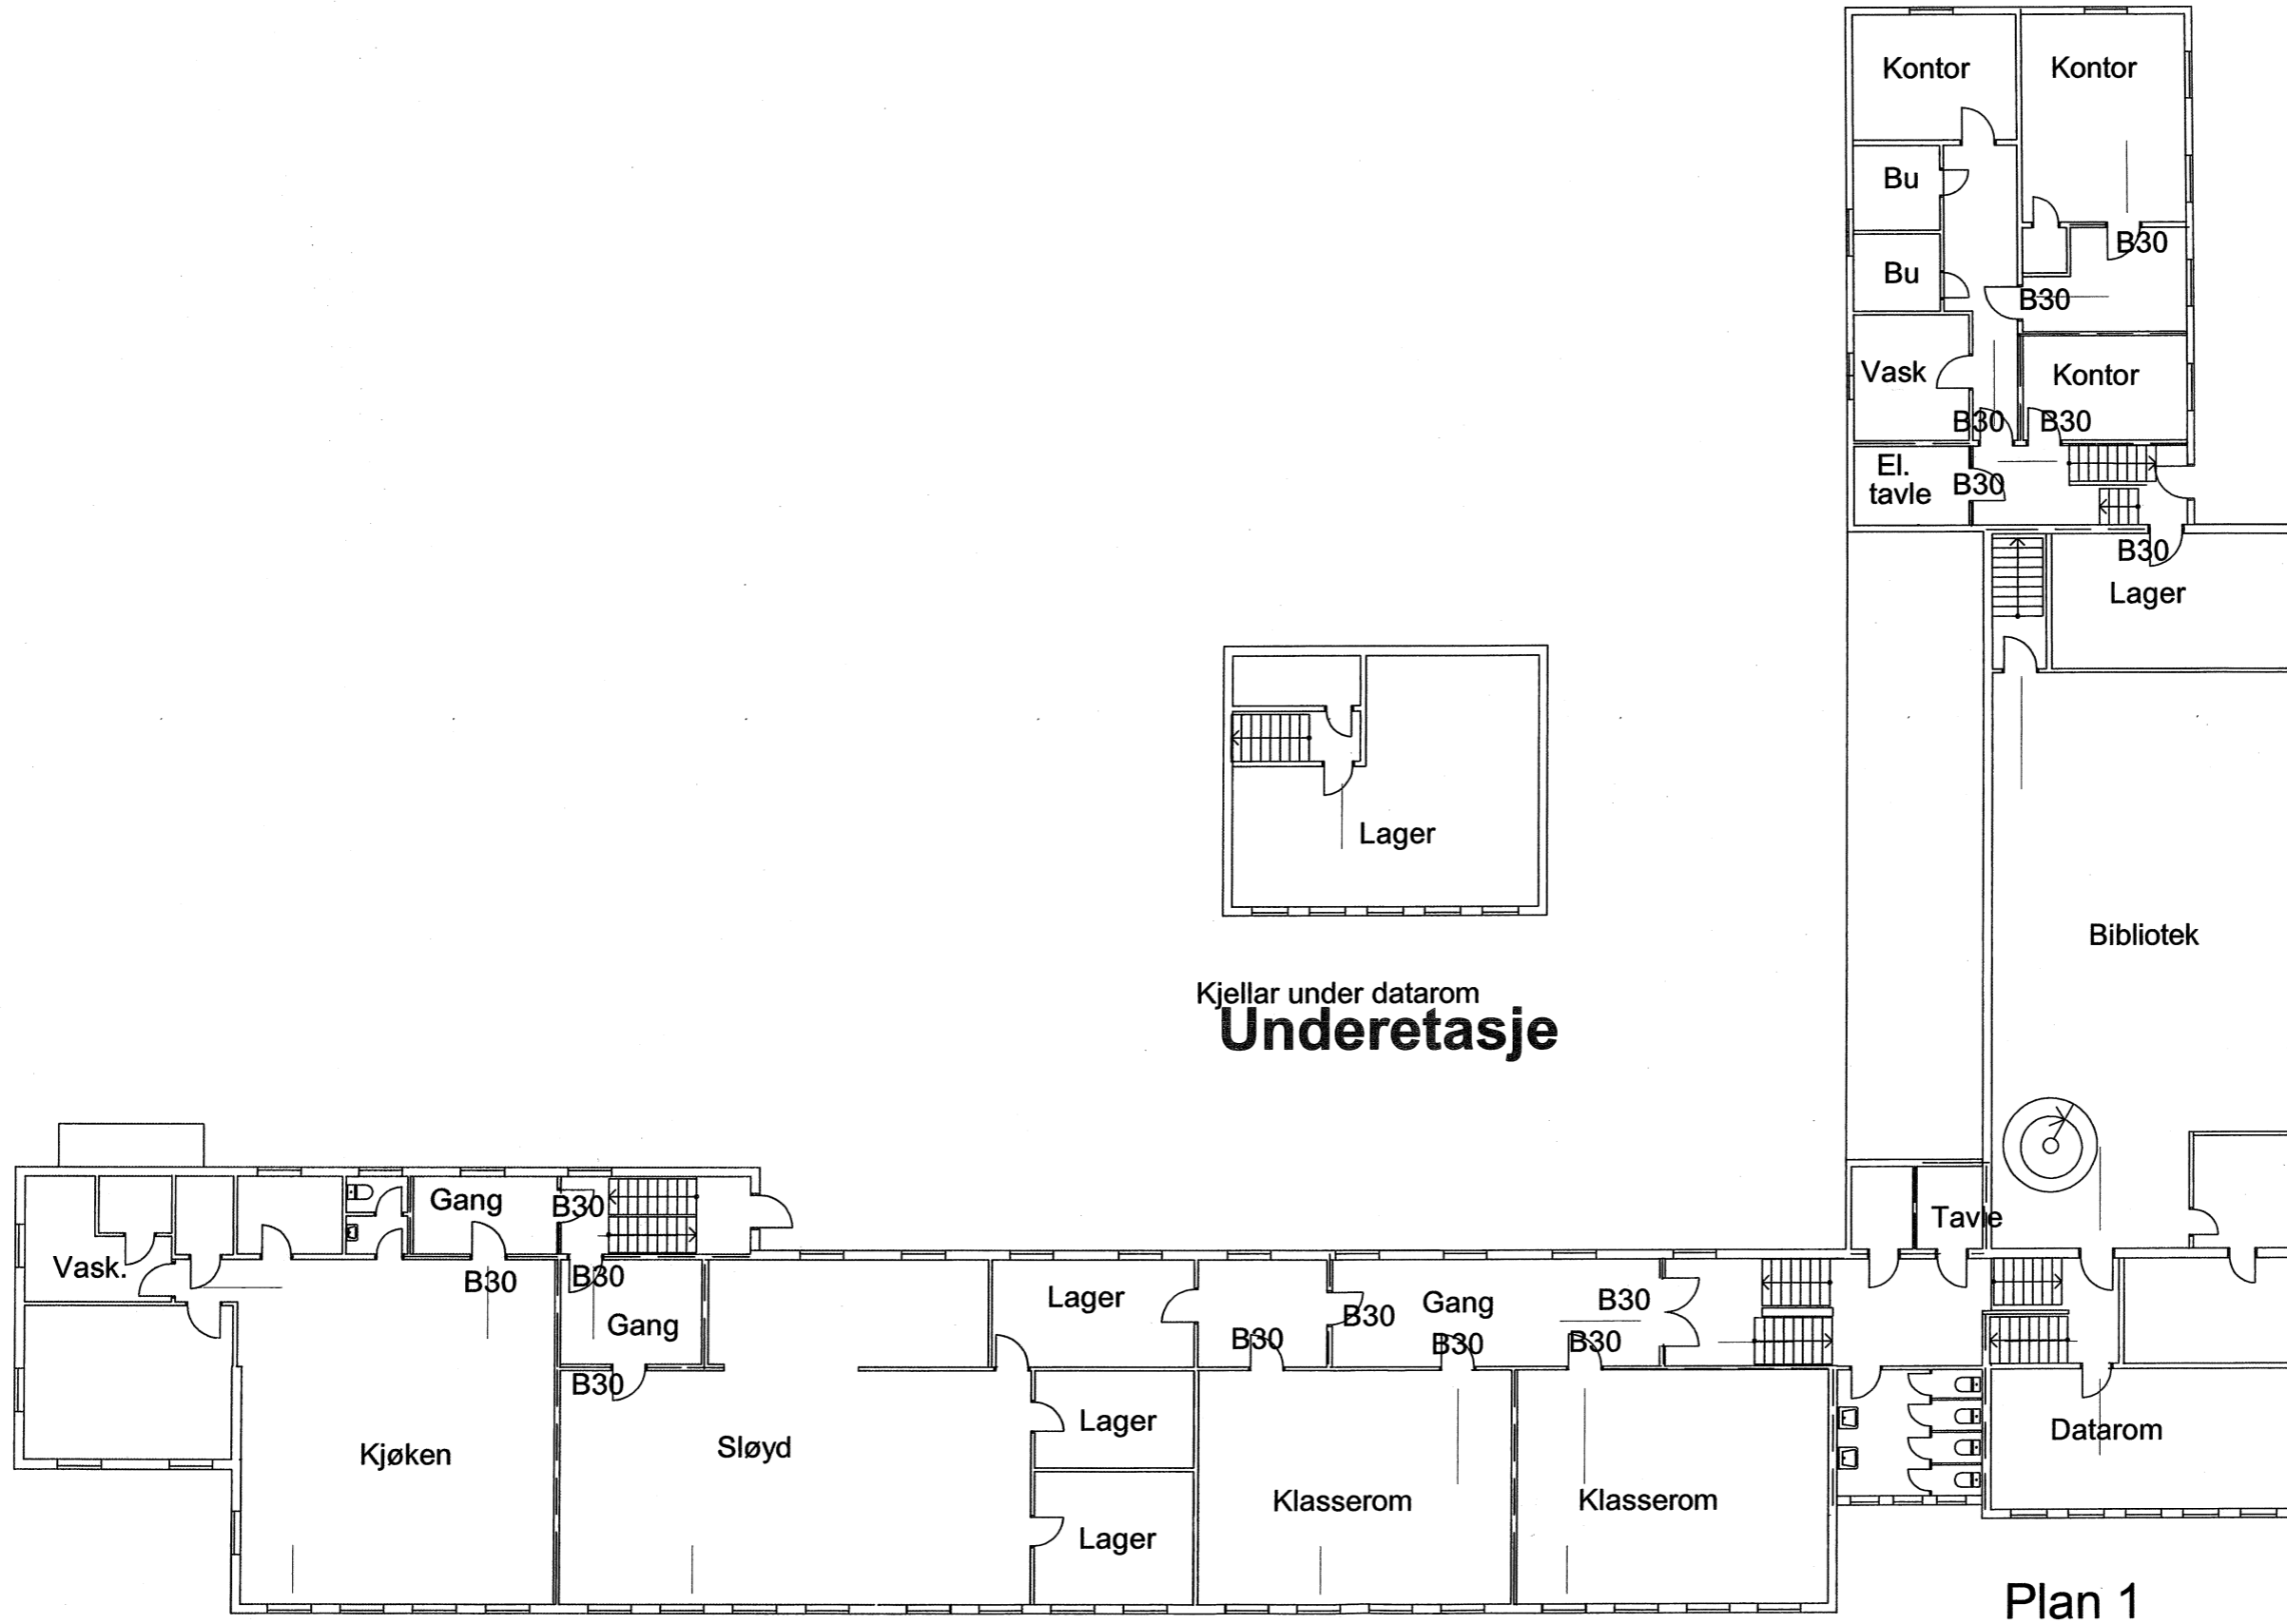 Kontor
Kontor
Bu
B30
Bu
B30
Vask
Kontor
B30
B30
El.
tavle
B30
B30
Lager
Lager
Bibliotek
Kjellar under datarom
Underetasje
Gang
B30
Tavle
Vask.
B30
B30
Gang
Lager
Gang
B30
B30
B30
B30
B30
B30
Kjøken
Sløyd
Lager
Datarom
Klasserom
Klasserom
Lager
Plan 1